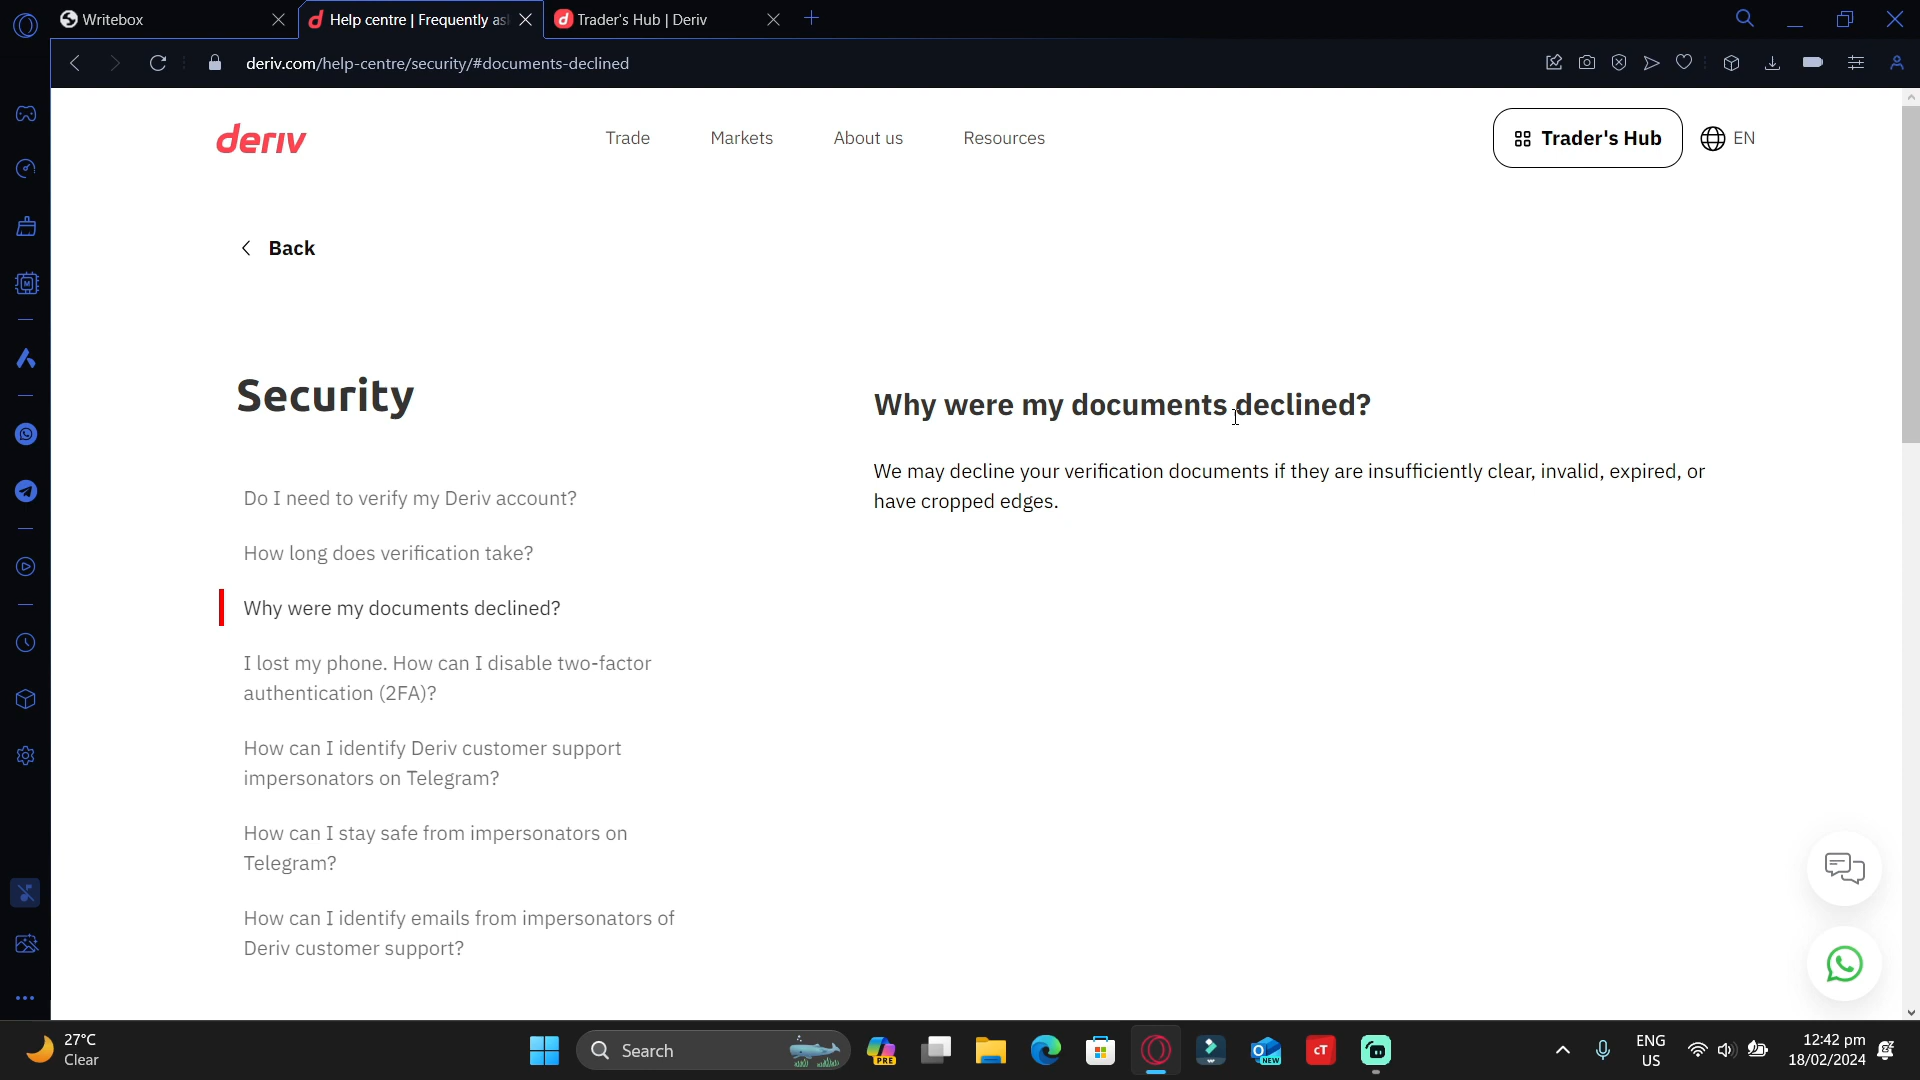 Writebox
Help centre | Frequently as
Trader's Hub | Deriv
deriv.com/help-centre/security/#documents-declined
deriv
Trade
Markets
About us
Resources
Trader's Hub
EN
Back
Security
Do I need to verify my Deriv account?
How long does verification take?
Why were my documents declined?
I lost my phone. How can I disable two-factor
authentication (2FA)?
How can I identify Deriv customer support
impersonators on Telegram?
How can I stay safe from impersonators on
Telegram?
How can I identify emails from impersonators of
Deriv customer support?
Why were my documents declined?
We may decline your verification documents if they are insufficiently clear, invalid, expired, or
have cropped edges.
27°C
Clear
Search
PRE
NEW
cT
ENG
US
12:42 pm
18/02/2024